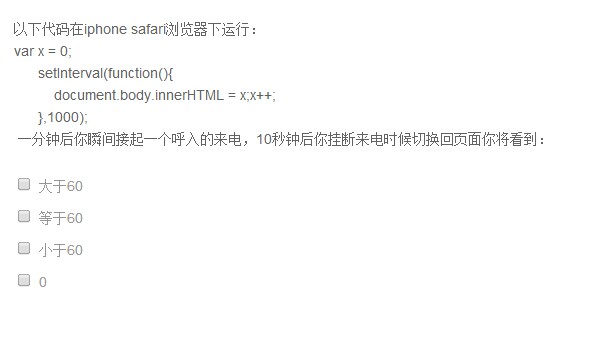 以下代码在iphone safari浏览器下运行：
var x = 0;
setInterval(function(){
document.body.innerHTML = x;x++;
},1000);
一分钟后你瞬间接起一个呼入的来电，10秒钟后你挂断来电时候切换回页面你将看到：
大于60
等于60
小于60
0